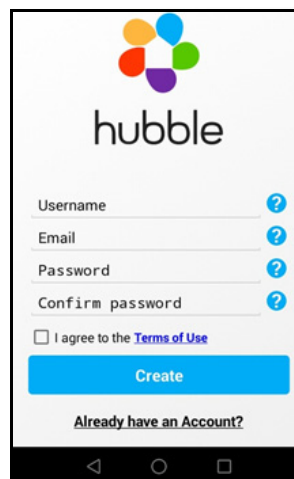 hubble
Username
?
Email
?
Password
?
Confirm password
?
I agree to the Terms of Use
Create
Already have an Account?